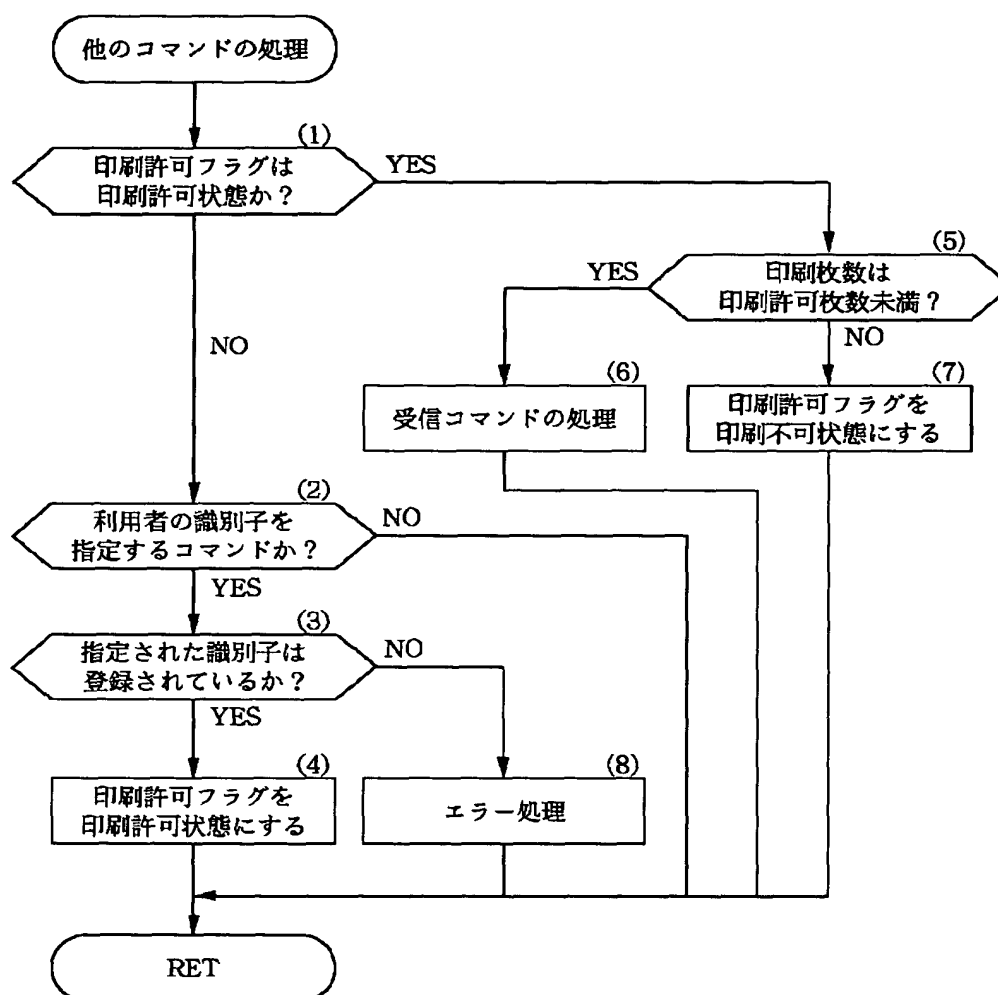 他のコマンドの処理
(1)
印刷許可フラグは
印刷許可状態か？
YES
(5)
印刷枚数は
印刷許可枚数未満？
YES
NO
NO
(6)
受信コマンドの処理
(7)
印刷許可フラグを
印刷不可状態にする
(2)
利用者の識別子を
指定するコマンドか？
NO
YES
(3)
指定された識別子は
登録されているか？
NO
YES
(4)
印刷許可フラグを
印刷許可状態にする
(8)
エラー処理
RET